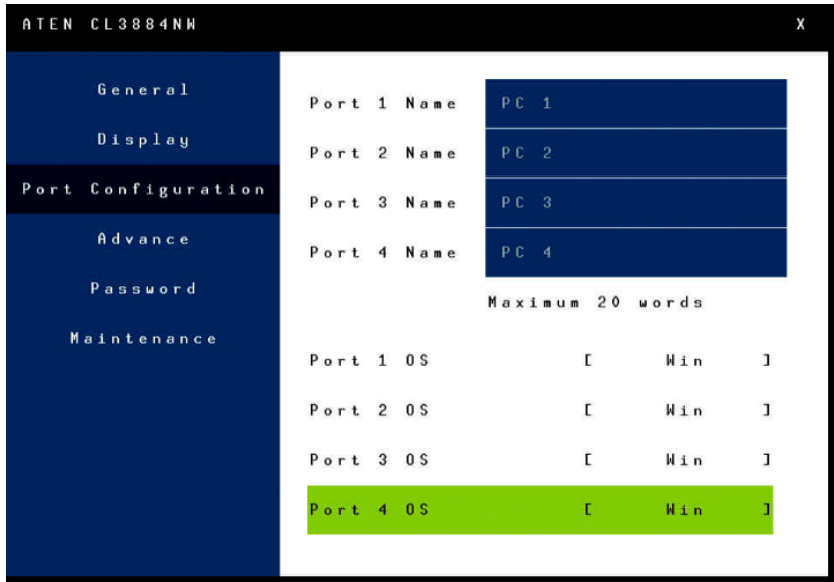 ATEN CL3884NW X
General
Display
Port Configuration
Advance
Password
Maintenance
Port 1 Name PC 1
Port 2 Name PC 2
Port 3 Name PC 3
Port 4 Name PC 4
Maximum 20 words
Port 1 OS [ Win ]
Port 2 OS [ Win ]
Port 3 OS [ Win ]
Port 4 OS [ Win ]